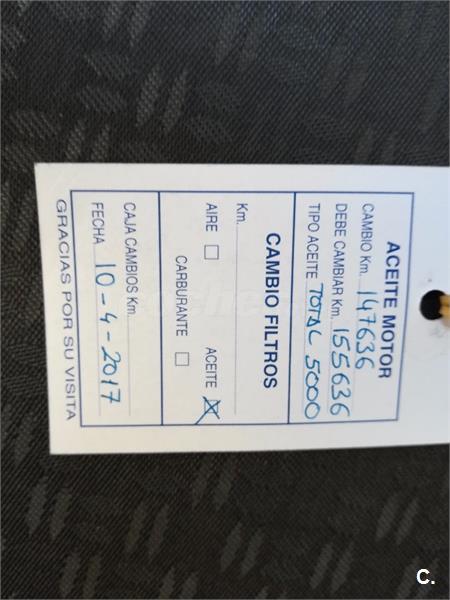 ACEITE MOTOR
CAMBIO Km. 147636
DEBE CAMBIAR Km. 155636
TIPO ACEITE TOTAL 5000
CAMBIO FILTROS
Km.
AIRE ACEITE X
CARBURANTE
CAJA CAMBIOS Km.
FECHA 10-4-2017
GRACIAS POR SU VISITA
C.